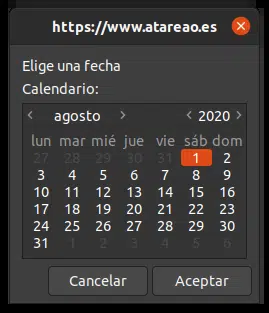 https://www.atareao.es
Elige una fecha
Calendario:
agosto 2020
lun mar mié jue vie sáb dom
27 28 29 30 31 1 2
3 4 5 6 7 8 9
10 11 12 13 14 15 16
17 18 19 20 21 22 23
24 25 26 27 28 29 30
31 1 2 3 4 5 6
Cancelar Aceptar